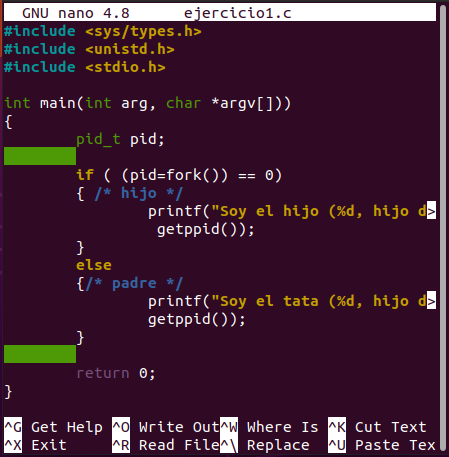 GNU nano 4.8 ejercicio1.c
#include <sys/types.h>
#include <unistd.h>
#include <stdio.h>
int main(int arg, char *argv[]))
{
pid_t pid;
if ( (pid=fork()) == 0)
{ /* hijo */
printf("Soy el hijo (%d, hijo d>
getppid());
}
else
{/* padre */
printf("Soy el tata (%d, hijo d>
getppid());
}
return 0;
}
^G Get Help ^O Write Out ^W Where Is ^K Cut Text
^X Exit ^R Read File ^\ Replace ^U Paste Tex